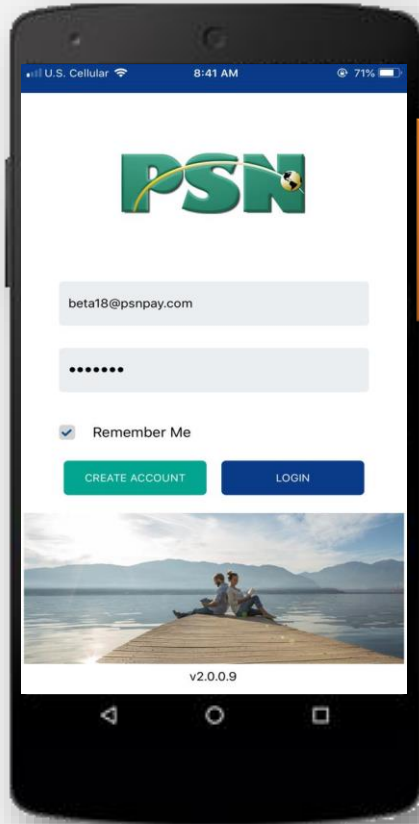 U.S. Cellular 8:41 AM 71%
PSN
beta18@psnpay.com
•••••••
Remember Me
CREATE ACCOUNT LOGIN
v2.0.0.9